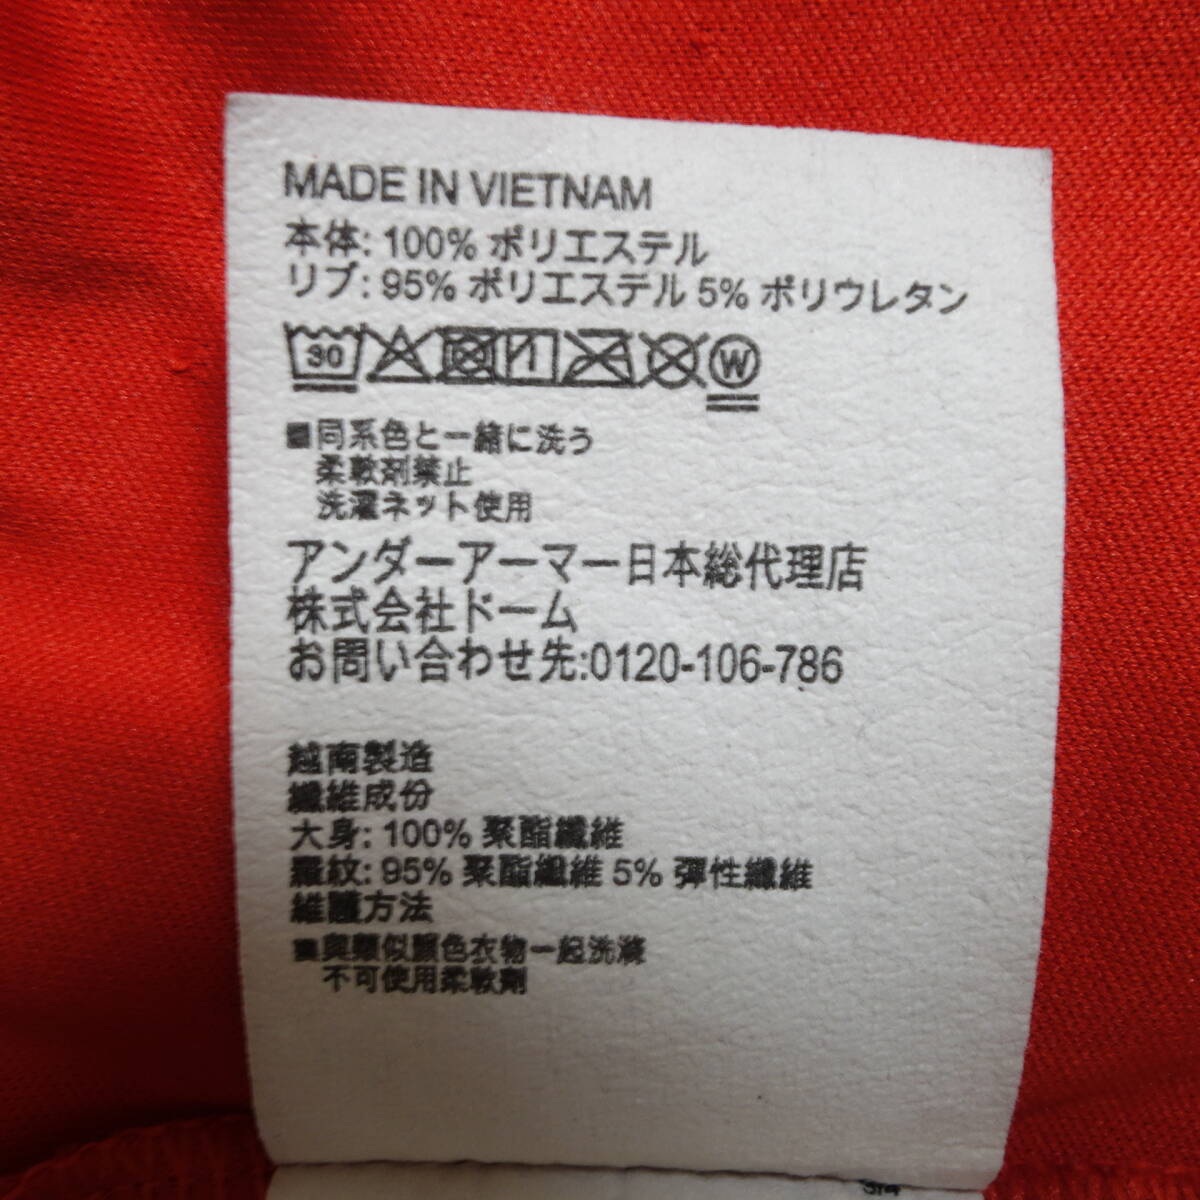 MADE IN VIETNAM
本体: 100% ポリエステル
リブ: 95% ポリエステル 5% ポリウレタン
30 W
■同系色と一緒に洗う
柔軟剤禁止
洗濯ネット使用
アンダーアーマー日本総代理店
株式会社ドーム
お問い合わせ先:0120-106-786
越南製造
纖維成份
大身: 100% 聚酯纖維
羅紋: 95% 聚酯纖維 5% 彈性纖維
維護方法
■與類似顏色衣物一起洗滌
不可使用柔軟劑